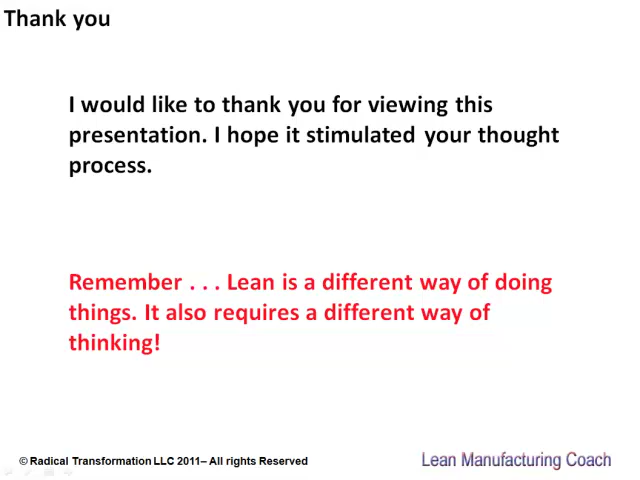 Thank you
I would like to thank you for viewing this
presentation. I hope it stimulated your thought
process.
Remember . . . Lean is a different way of doing
things. It also requires a different way of
thinking!
© Radical Transformation LLC 2011– All rights Reserved
Lean Manufacturing Coach